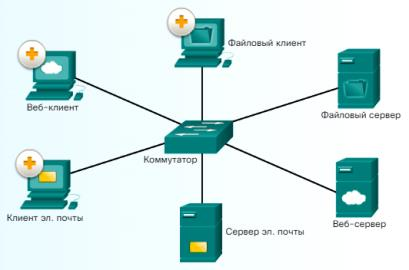 Файловый клиент
Веб-клиент
Файловый сервер
Коммутатор
Клиент эл. почты
Сервер эл. почты
Веб-сервер